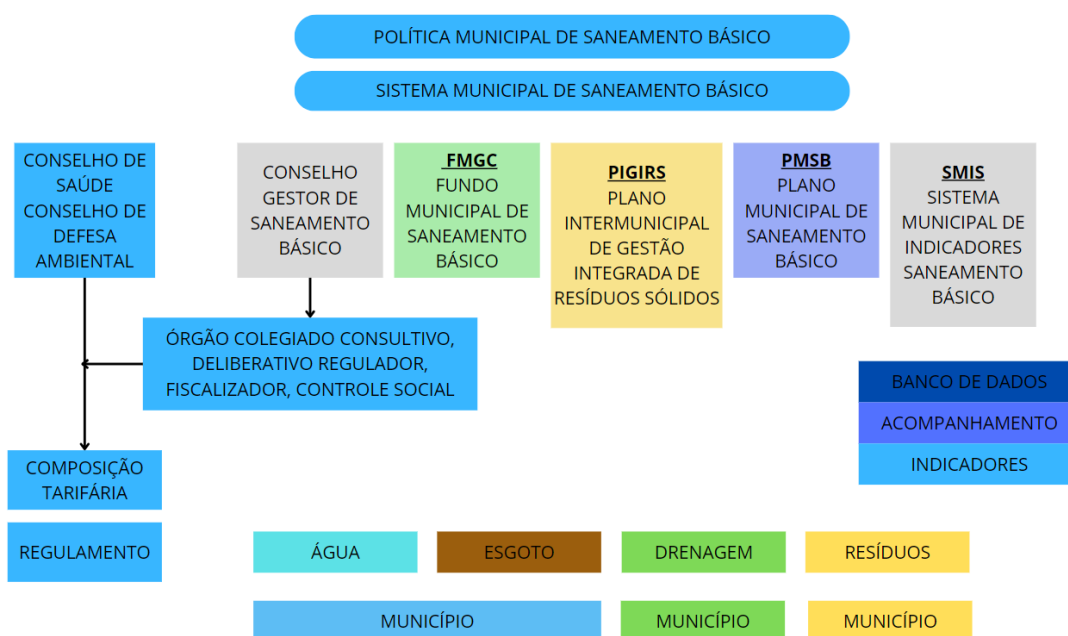 POLÍTICA MUNICIPAL DE SANEAMENTO BÁSICO
SISTEMA MUNICIPAL DE SANEAMENTO BÁSICO
CONSELHO DE
SAÚDE
CONSELHO DE
DEFESA
AMBIENTAL
CONSELHO
GESTOR DE
SANEAMENTO
BÁSICO
FMGC
FUNDO
MUNICIPAL DE
SANEAMENTO
BÁSICO
PIGIRS
PLANO
INTERMUNICIPAL
DE GESTÃO
INTEGRADA DE
RESÍDUOS SÓLIDOS
PMSB
PLANO
MUNICIPAL DE
SANEAMENTO
BÁSICO
SMIS
SISTEMA
MUNICIPAL DE
INDICADORES
SANEAMENTO
BÁSICO
ÓRGÃO COLEGIADO CONSULTIVO,
DELIBERATIVO REGULADOR,
FISCALIZADOR, CONTROLE SOCIAL
BANCO DE DADOS
ACOMPANHAMENTO
INDICADORES
COMPOSIÇÃO
TARIFÁRIA
REGULAMENTO
ÁGUA
ESGOTO
DRENAGEM
RESÍDUOS
MUNICÍPIO
MUNICÍPIO
MUNICÍPIO